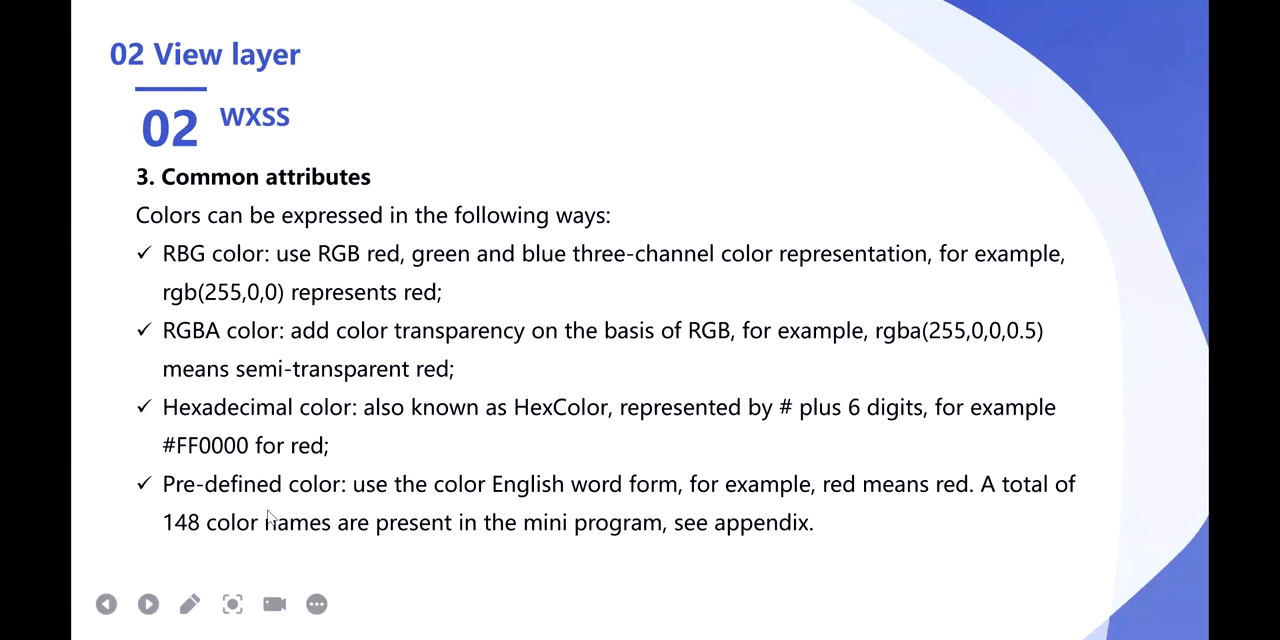 02 View layer
02 WXSS
3. Common attributes
Colors can be expressed in the following ways:
✓ RBG color: use RGB red, green and blue three-channel color representation, for example,
rgb(255,0,0) represents red;
✓ RGBA color: add color transparency on the basis of RGB, for example, rgba(255,0,0,0.5)
means semi-transparent red;
✓ Hexadecimal color: also known as HexColor, represented by # plus 6 digits, for example
#FF0000 for red;
✓ Pre-defined color: use the color English word form, for example, red means red. A total of
148 color names are present in the mini program, see appendix.